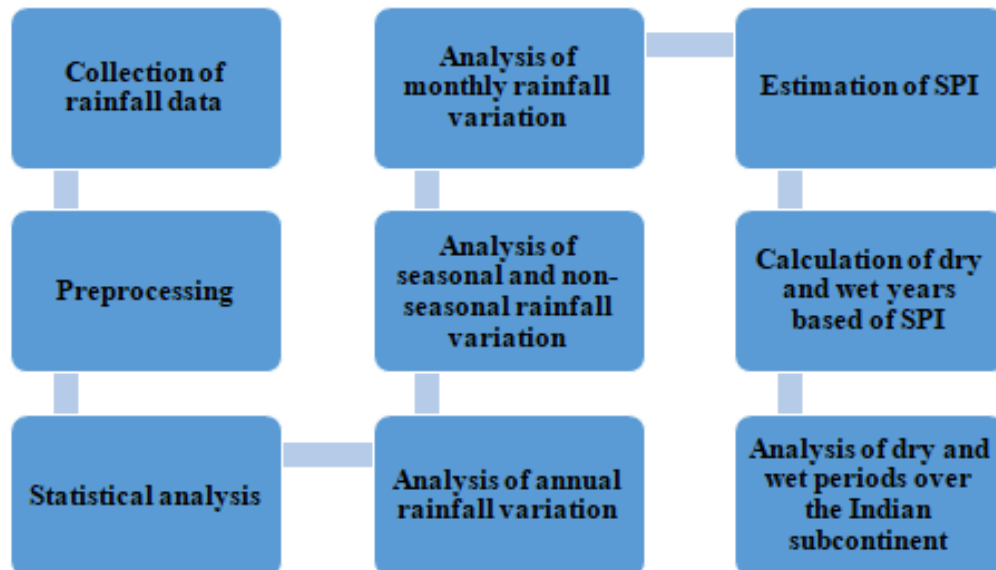 Collection of
rainfall data
Preprocessing
Statistical analysis
Analysis of annual
rainfall variation
Analysis of
seasonal and non-
seasonal rainfall
variation
Analysis of
monthly rainfall
variation
Estimation of SPI
Calculation of dry
and wet years
based of SPI
Analysis of dry and
wet periods over
the Indian
subcontinent